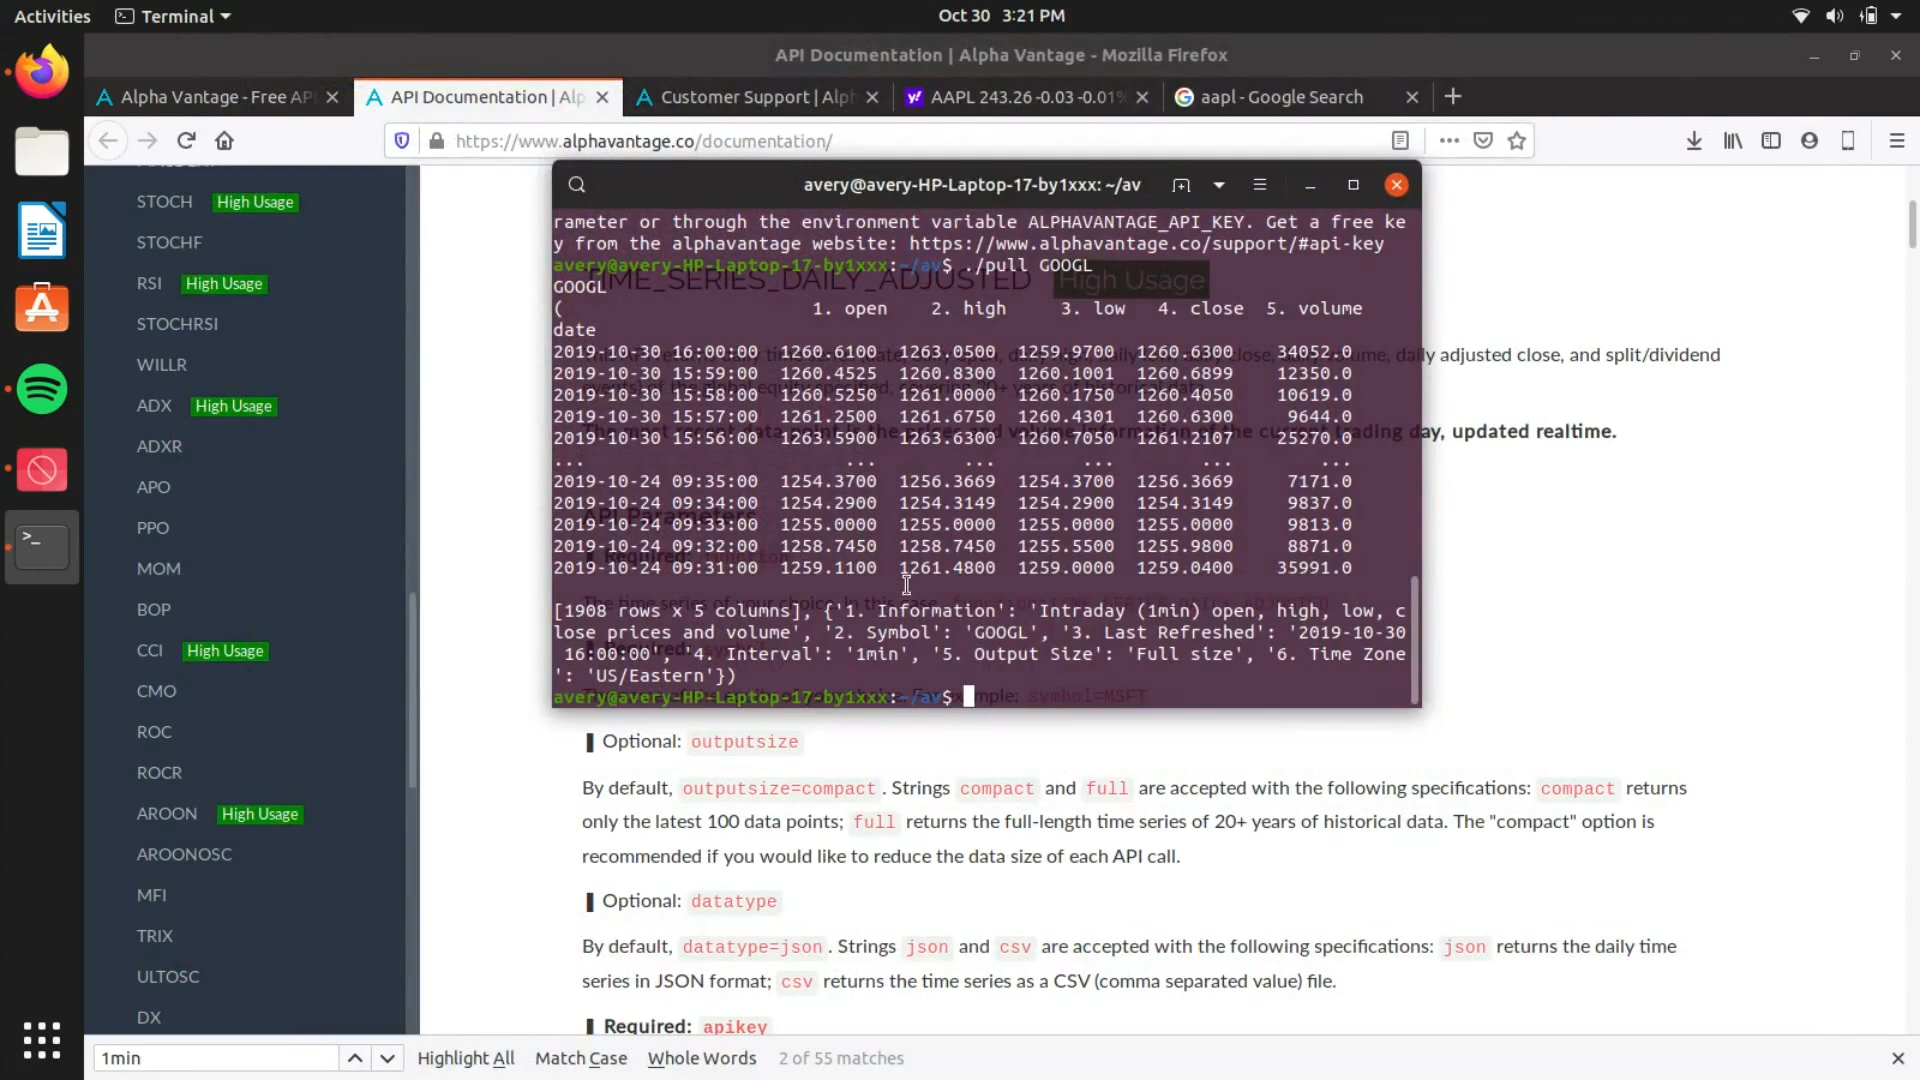 Activities
Terminal
Oct 30 3:21 PM
API Documentation | Alpha Vantage - Mozilla Firefox
Alpha Vantage - Free API
API Documentation | Alp
Customer Support | Alph
AAPL 243.26 -0.03 -0.01%
aapl - Google Search
https://www.alphavantage.co/documentation/
STOCH High Usage
STOCHF
RSI High Usage
STOCHRSI
WILLR
ADX High Usage
ADXR
APO
PPO
MOM
BOP
CCI High Usage
CMO
ROC
ROCR
AROON High Usage
AROONOSC
MFI
TRIX
ULTOSC
DX
avery@avery-HP-Laptop-17-by1xxx: ~/av
rameter or through the environment variable ALPHAVANTAGE_API_KEY. Get a free ke
y from the alphavantage website: https://www.alphavantage.co/support/#api-key
avery@avery-HP-Laptop-17-by1xxx:~/av$ ./pull GOOGL
GOOGL
( 1. open 2. high 3. low 4. close 5. volume
date
2019-10-30 16:00:00 1260.6100 1263.0500 1259.9700 1260.6300 34052.0
2019-10-30 15:59:00 1260.4525 1260.8300 1260.1001 1260.6899 12350.0
2019-10-30 15:58:00 1260.5250 1261.0000 1260.1750 1260.4050 10619.0
2019-10-30 15:57:00 1261.2500 1261.6750 1260.4301 1260.6300 9644.0
2019-10-30 15:56:00 1263.5900 1263.6300 1260.7050 1261.2107 25270.0
... ... ... ... ... ...
2019-10-24 09:35:00 1254.3700 1256.3669 1254.3700 1256.3669 7171.0
2019-10-24 09:34:00 1254.2900 1254.3149 1254.2900 1254.3149 9837.0
2019-10-24 09:33:00 1255.0000 1255.0000 1255.0000 1255.0000 9813.0
2019-10-24 09:32:00 1258.7450 1258.7450 1255.5500 1255.9800 8871.0
2019-10-24 09:31:00 1259.1100 1261.4800 1259.0000 1259.0400 35991.0
[1908 rows x 5 columns], {'1. Information': 'Intraday (1min) open, high, low, c
lose prices and volume', '2. Symbol': 'GOOGL', '3. Last Refreshed': '2019-10-30
16:00:00', '4. Interval': '1min', '5. Output Size': 'Full size', '6. Time Zone
': 'US/Eastern'})
avery@avery-HP-Laptop-17-by1xxx:~/av$
TIME_SERIES_DAILY_ADJUSTED High Usage
daily adjusted close, and split/dividend
The most recent data point is the prices and volume information of the current trading day, updated realtime.
API Parameters
Optional: outputsize
By default, outputsize=compact . Strings compact and full are accepted with the following specifications: compact returns
only the latest 100 data points; full returns the full-length time series of 20+ years of historical data. The "compact" option is
recommended if you would like to reduce the data size of each API call.
Optional: datatype
By default, datatype=json . Strings json and csv are accepted with the following specifications: json returns the daily time
series in JSON format; csv returns the time series as a CSV (comma separated value) file.
Required: apikey
1min
Highlight All
Match Case
Whole Words
2 of 55 matches